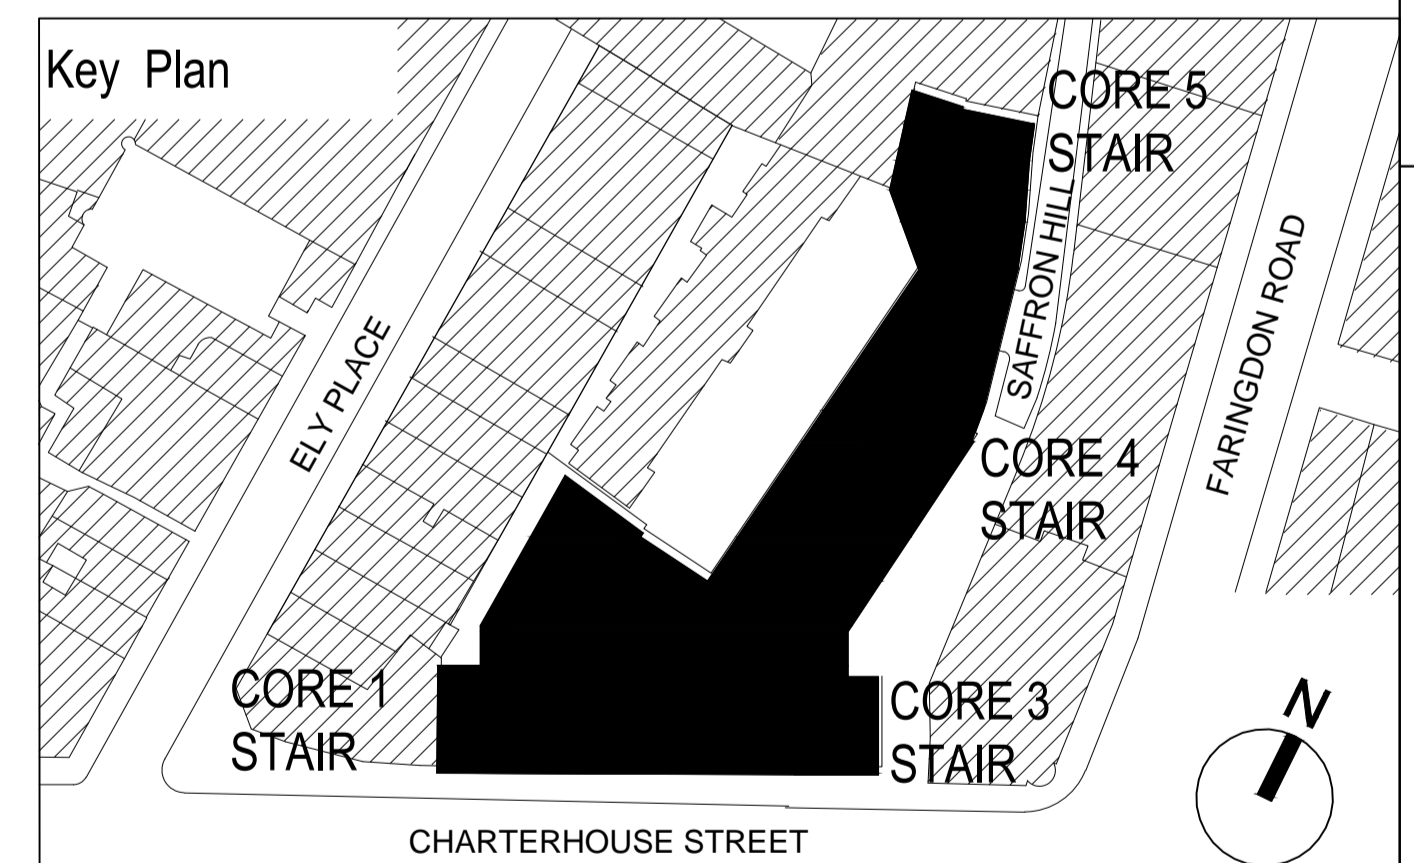 Key Plan
CORE 5
STAIR
SAFFRON HILL
FARINGDON ROAD
ELY PLACE
CORE 4
STAIR
CORE 1
STAIR
CORE 3
STAIR
N
CHARTERHOUSE STREET